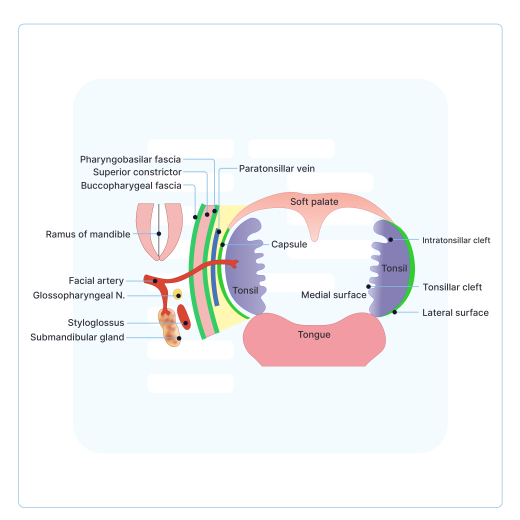 Pharyngobasilar fascia
Superior constrictor
Buccopharygeal fascia
Paratonsillar vein
Soft palate
Ramus of mandible
Capsule
Intratonsillar cleft
Tonsil
Facial artery
Glossopharyngeal N.
Tonsil
Medial surface
Tonsillar cleft
Lateral surface
Styloglossus
Submandibular gland
Tongue